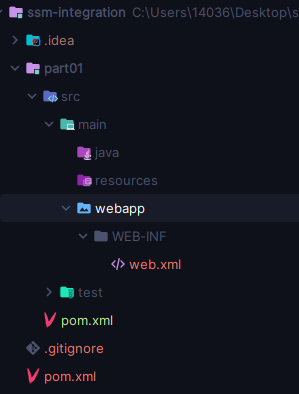 ssm-integration C:\Users\14036\Desktop\s
.idea
part01
src
main
java
resources
webapp
WEB-INF
web.xml
test
pom.xml
.gitignore
pom.xml